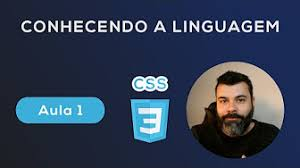 CONHECENDO A LINGUAGEM
CSS
Aula 1
3